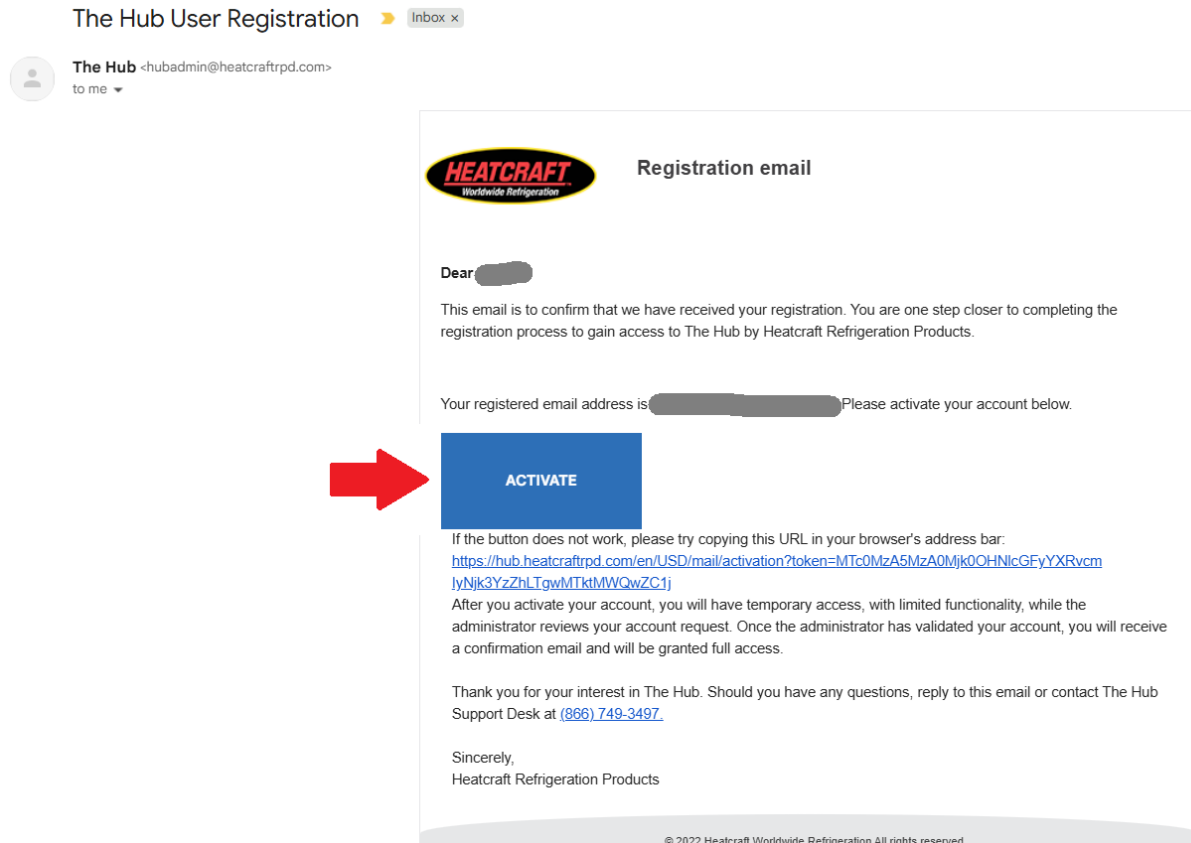 The Hub User Registration
Inbox ×
The Hub <hubadmin@heatcraftrpd.com>
to me
HEATCRAFT
Worldwide Refrigeration
Registration email
Dear
This email is to confirm that we have received your registration. You are one step closer to completing the
registration process to gain access to The Hub by Heatcraft Refrigeration Products.
Your registered email address is Please activate your account below.
ACTIVATE
If the button does not work, please try copying this URL in your browser's address bar:
https://hub.heatcraftrpd.com/en/USD/mail/activation?token=MTc0MzA5MzA0Mjk0OHNlcGFyYXRvcm
IyNjk3YzZhLTgwMTktMWQwZC1j
After you activate your account, you will have temporary access, with limited functionality, while the
administrator reviews your account request. Once the administrator has validated your account, you will receive
a confirmation email and will be granted full access.
Thank you for your interest in The Hub. Should you have any questions, reply to this email or contact The Hub
Support Desk at (866) 749-3497.
Sincerely,
Heatcraft Refrigeration Products
© 2022 Heatcraft Worldwide Refrigeration All rights reserved